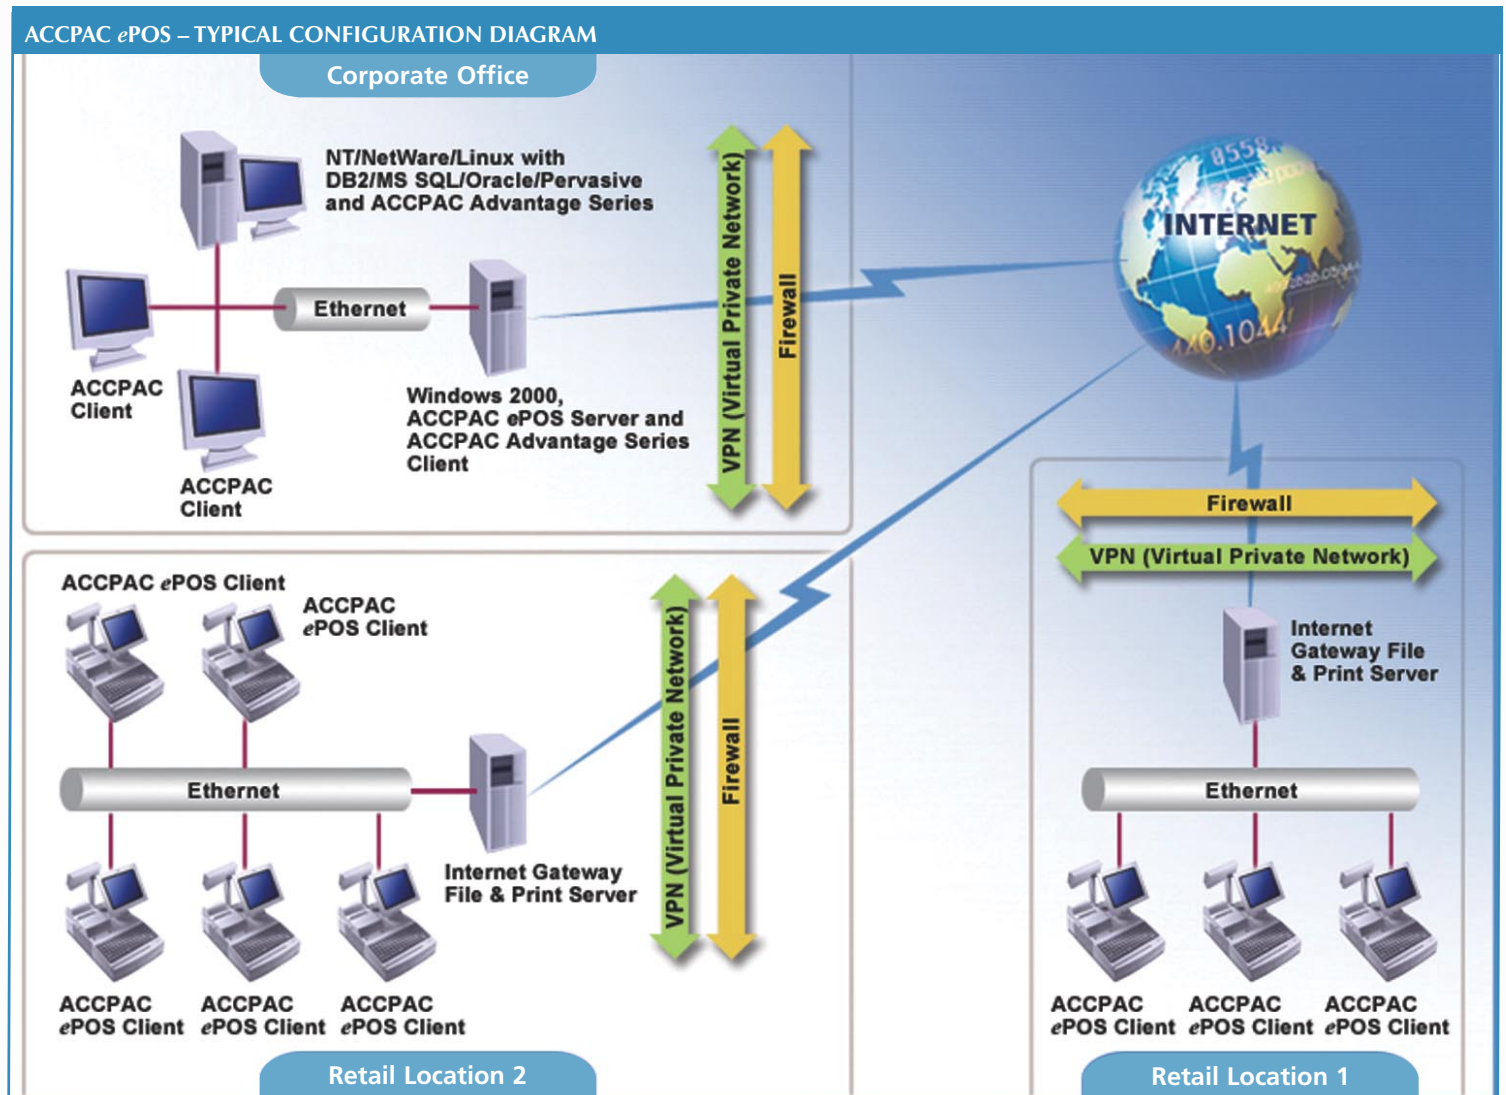 ACCPAC ePOS – TYPICAL CONFIGURATION DIAGRAM
Corporate Office
NT/NetWare/Linux with
DB2/MS SQL/Oracle/Pervasive
and ACCPAC Advantage Series
Ethernet
ACCPAC
Client
ACCPAC
Client
Windows 2000,
ACCPAC ePOS Server and
ACCPAC Advantage Series
Client
VPN (Virtual Private Network)
Firewall
0558
INTERNET
440.1044
Firewall
VPN (Virtual Private Network)
Internet
Gateway File
& Print Server
Ethernet
ACCPAC
ePOS Client
ACCPAC
ePOS Client
ACCPAC
ePOS Client
Retail Location 1
ACCPAC ePOS Client
ACCPAC
ePOS Client
Ethernet
Internet Gateway
File & Print Server
VPN (Virtual Private Network)
Firewall
ACCPAC
ePOS Client
ACCPAC
ePOS Client
ACCPAC
ePOS Client
Retail Location 2